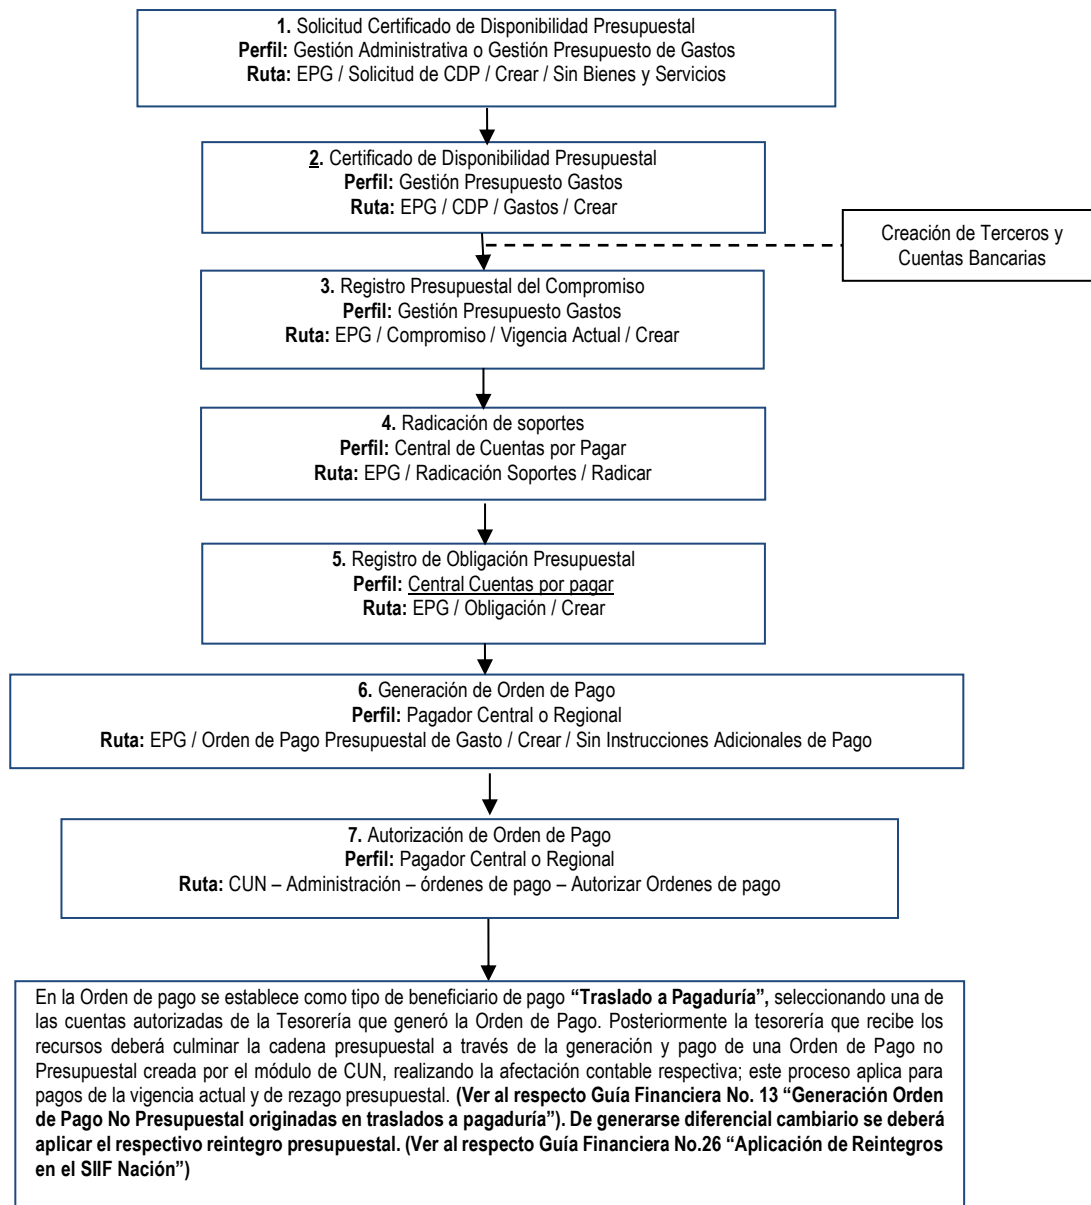 1. Solicitud Certificado de Disponibilidad Presupuestal
Perfil: Gestión Administrativa o Gestión Presupuesto de Gastos
Ruta: EPG / Solicitud de CDP / Crear / Sin Bienes y Servicios
2. Certificado de Disponibilidad Presupuestal
Perfil: Gestión Presupuesto Gastos
Ruta: EPG / CDP / Gastos / Crear
Creación de Terceros y
Cuentas Bancarias
3. Registro Presupuestal del Compromiso
Perfil: Gestión Presupuesto Gastos
Ruta: EPG / Compromiso / Vigencia Actual / Crear
4. Radicación de soportes
Perfil: Central de Cuentas por Pagar
Ruta: EPG / Radicación Soportes / Radicar
5. Registro de Obligación Presupuestal
Perfil: Central Cuentas por pagar
Ruta: EPG / Obligación / Crear
6. Generación de Orden de Pago
Perfil: Pagador Central o Regional
Ruta: EPG / Orden de Pago Presupuestal de Gasto / Crear / Sin Instrucciones Adicionales de Pago
7. Autorización de Orden de Pago
Perfil: Pagador Central o Regional
Ruta: CUN – Administración – órdenes de pago – Autorizar Ordenes de pago
En la Orden de pago se establece como tipo de beneficiario de pago “Traslado a Pagaduría”, seleccionando una de
las cuentas autorizadas de la Tesorería que generó la Orden de Pago. Posteriormente la tesorería que recibe los
recursos deberá culminar la cadena presupuestal a través de la generación y pago de una Orden de Pago no
Presupuestal creada por el módulo de CUN, realizando la afectación contable respectiva; este proceso aplica para
pagos de la vigencia actual y de rezago presupuestal. (Ver al respecto Guía Financiera No. 13 “Generación Orden
de Pago No Presupuestal originadas en traslados a pagaduría”). De generarse diferencial cambiario se deberá
aplicar el respectivo reintegro presupuestal. (Ver al respecto Guía Financiera No.26 “Aplicación de Reintegros
en el SIIF Nación”)